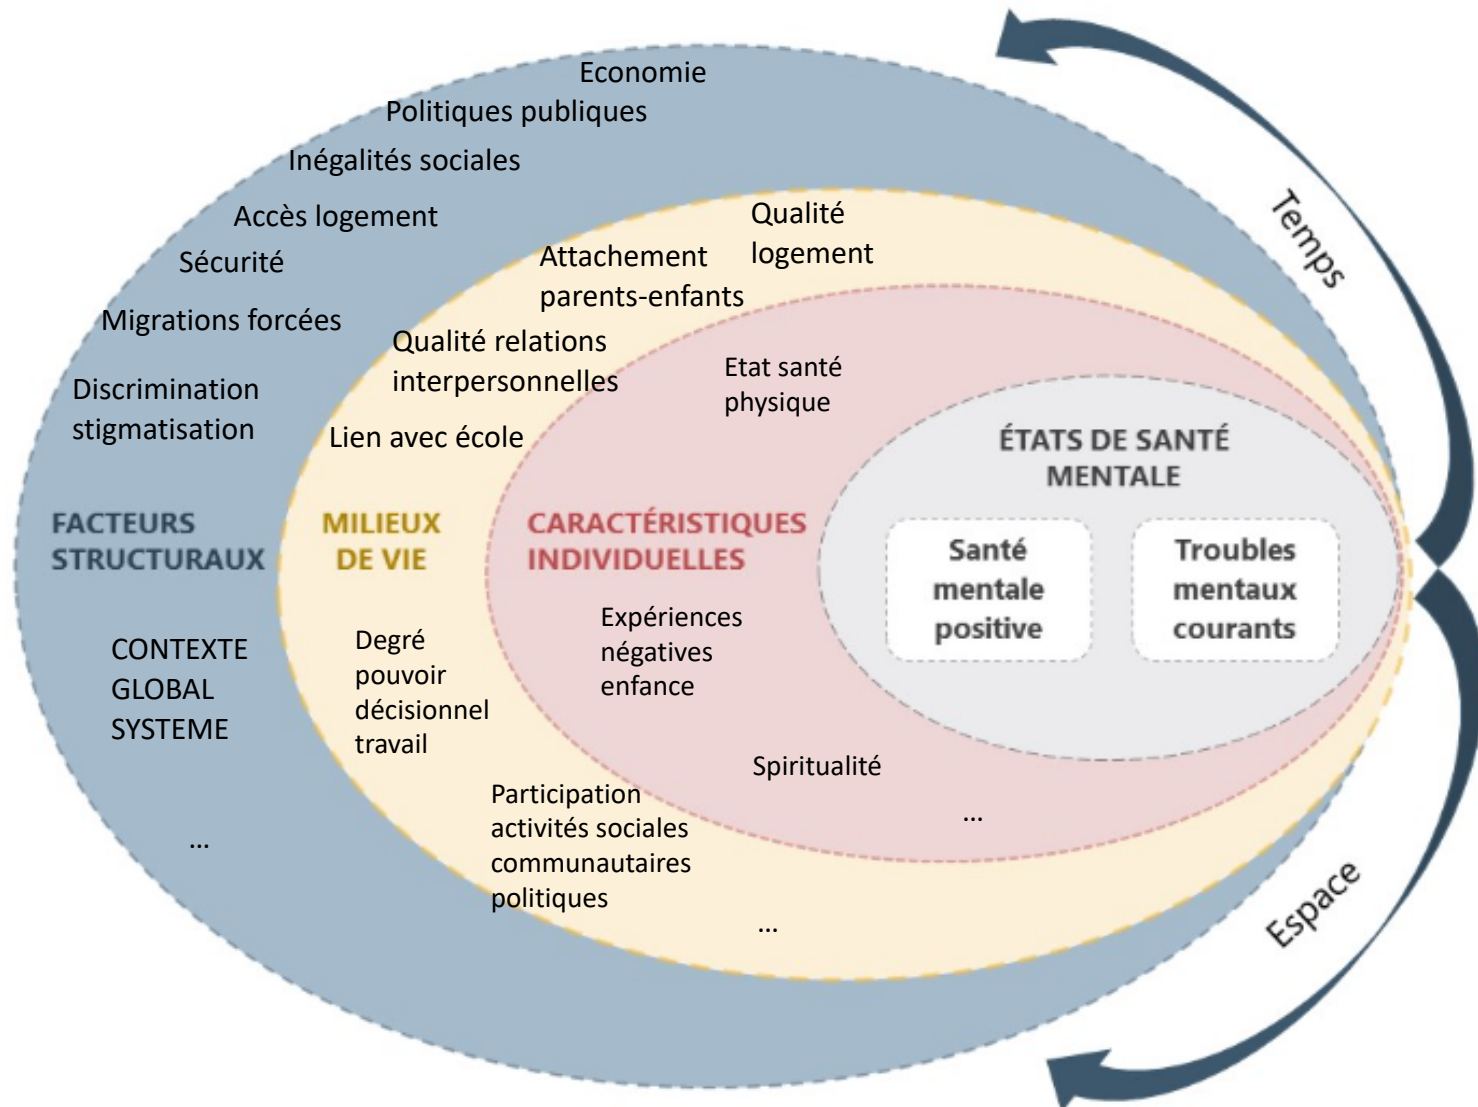 Economie
Politiques publiques
Inégalités sociales
Accès logement
Sécurité
Migrations forcées
Discrimination
stigmatisation
FACTEURS
STRUCTURAUX
CONTEXTE
GLOBAL
SYSTEME
...
Qualité
logement
Attachement
parents-enfants
Qualité relations
interpersonnelles
Lien avec école
MILIEUX
DE VIE
Degré
pouvoir
décisionnel
travail
Participation
activités sociales
communautaires
politiques
...
Etat santé
physique
CARACTÉRISTIQUES
INDIVIDUELLES
Expériences
négatives
enfance
Spiritualité
...
ÉTATS DE SANTÉ
MENTALE
Santé
mentale
positive
Troubles
mentaux
courants
Temps
Espace